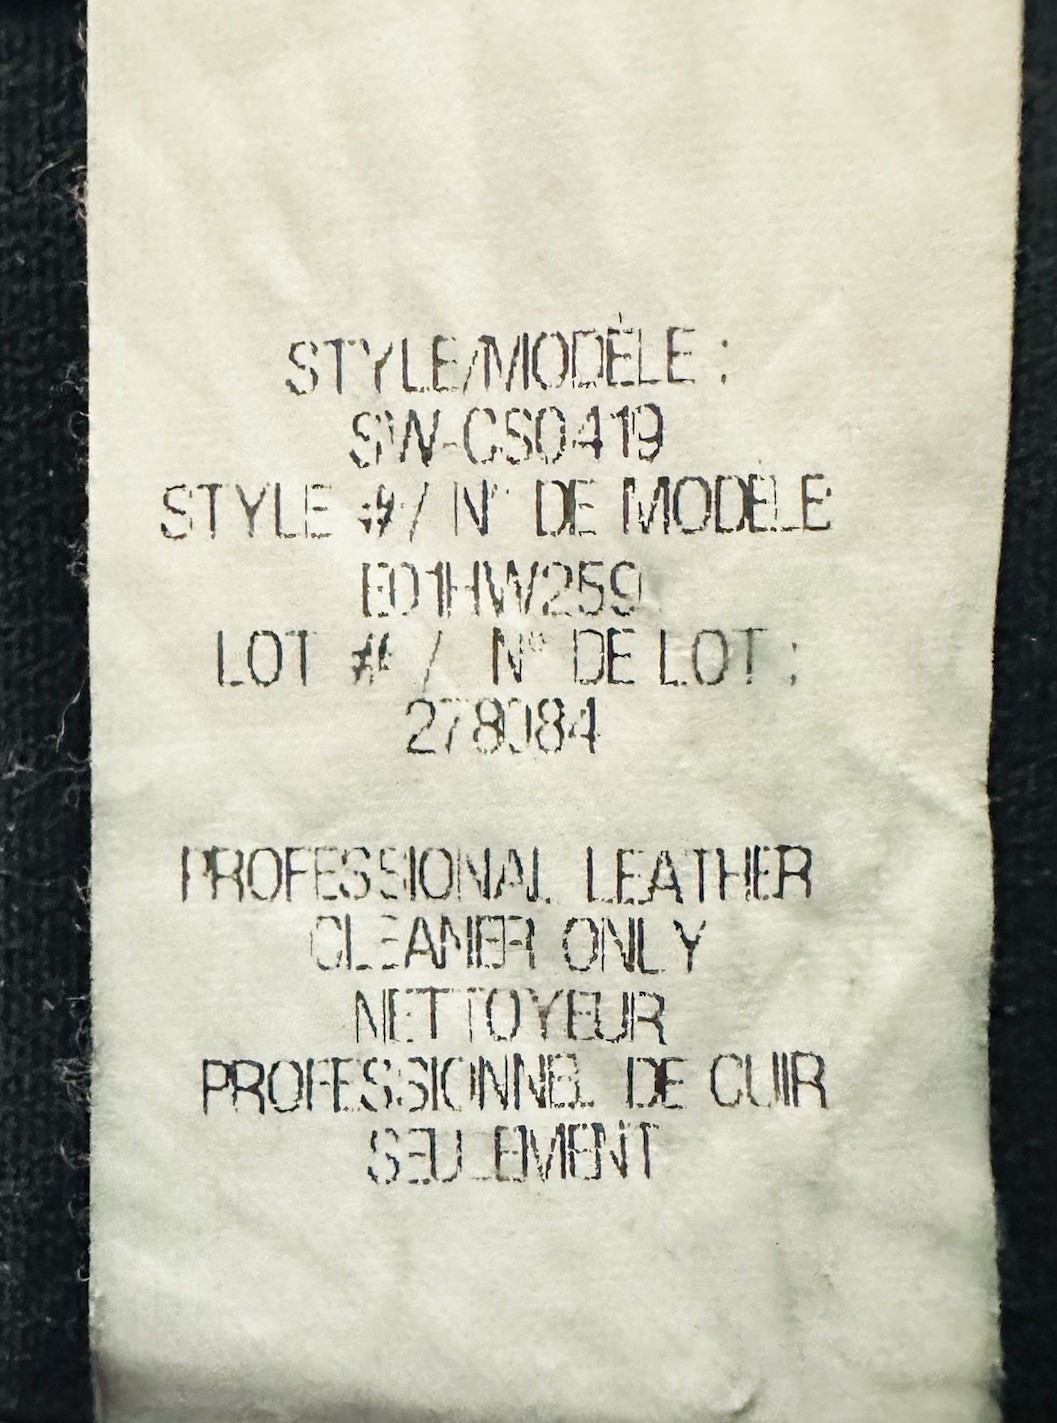 STYLE/MODÈLE :
SW-CS0419
STYLE #/ N° DE MODÈLE
E01HW259
LOT # / N° DE LOT :
278084
PROFESSIONAL LEATHER
CLEANER ONLY
NETTOYEUR
PROFESSIONNEL DE CUIR
SEULEMENT